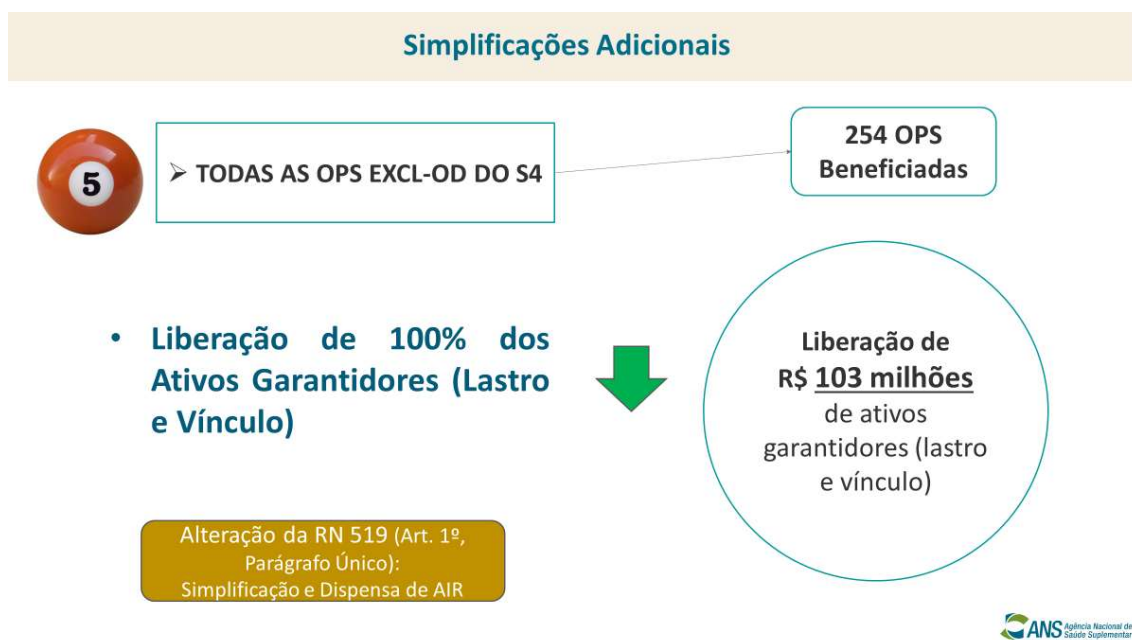 Simplificações Adicionais
5
➢ TODAS AS OPS EXCL-OD DO S4
254 OPS
Beneficiadas
• Liberação de 100% dos
Ativos Garantidores (Lastro
e Vínculo)
Liberação de
R$ 103 milhões
de ativos
garantidores (lastro
e vínculo)
Alteração da RN 519 (Art. 1º,
Parágrafo Único):
Simplificação e Dispensa de AIR
ANS Agência Nacional de
Saúde Suplementar